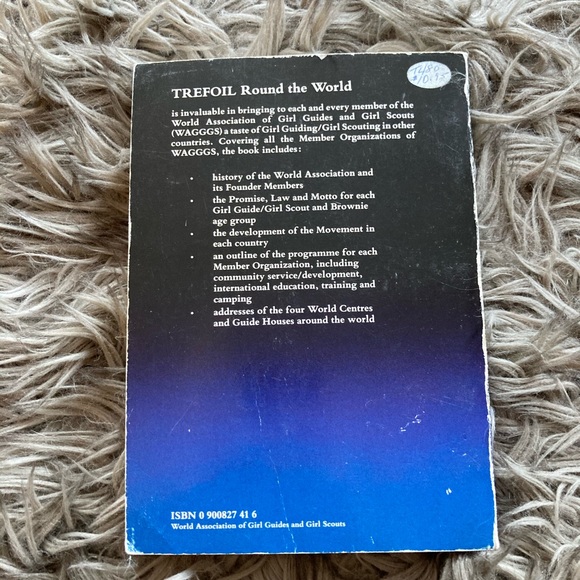 TREFOIL Round the World
is invaluable in bringing to each and every member of the
World Association of Girl Guides and Girl Scouts
(WAGGGS) a taste of Girl Guiding/Girl Scouting in other
countries. Covering all the Member Organizations of
WAGGGS, the book includes:
• history of the World Association and
its Founder Members
• the Promise, Law and Motto for each
Girl Guide/Girl Scout and Brownie
age group
• the development of the Movement in
each country
• an outline of the programme for each
Member Organization, including
community service/development,
international education, training and
camping
• addresses of the four World Centres
and Guide Houses around the world
ISBN 0 900827 41 6
World Association of Girl Guides and Girl Scouts